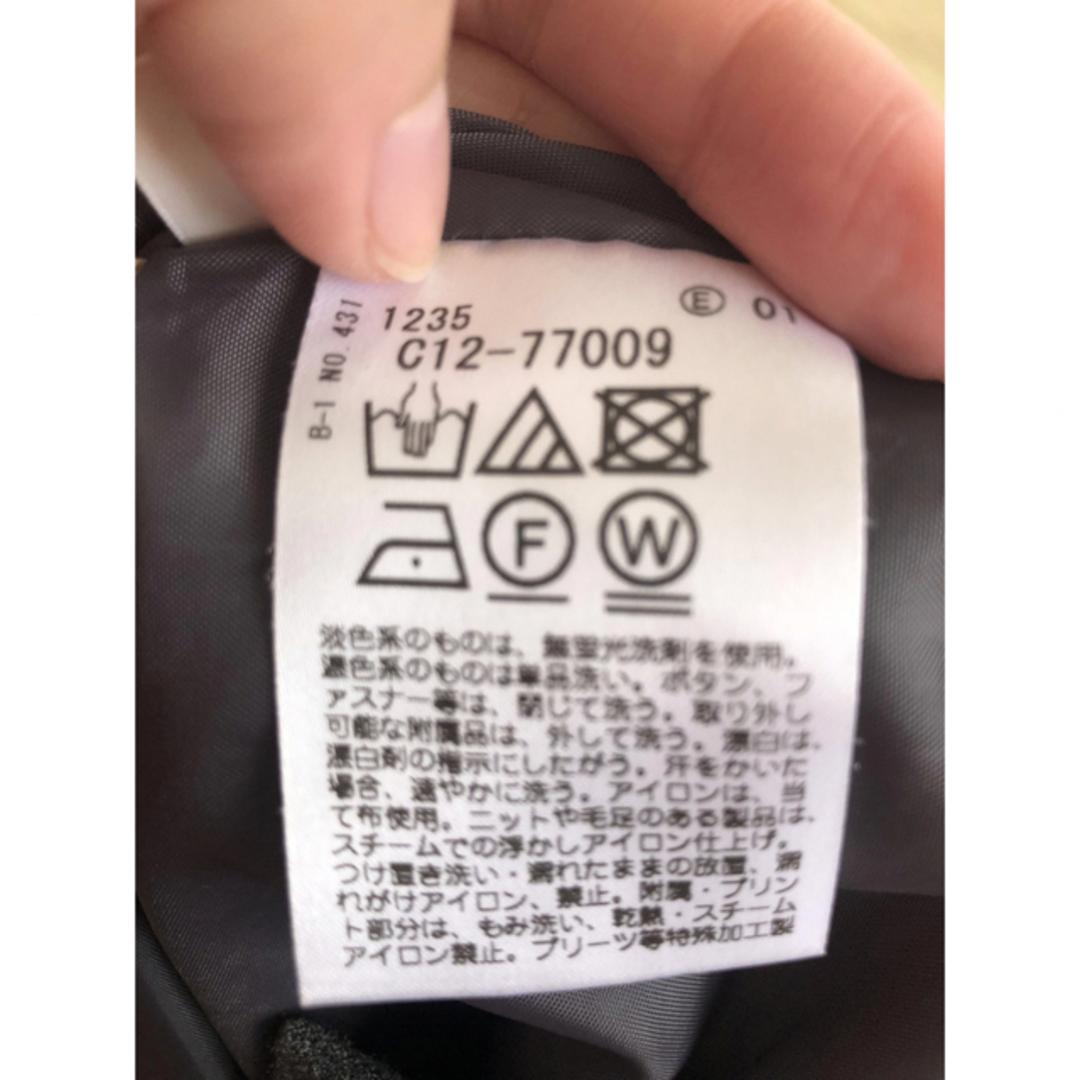 B-1 NO. 431
1235
Ⓔ 01
C12-77009
F
W
淡色系のものは、無蛍光洗剤を使用。
濃色系のものは単品洗い。ボタン、フ
ァスナー等は、閉じて洗う。取り外し
可能な附属品は、外して洗う。漂白は、
漂白剤の指示にしたがう。汗をかいた
場合、速やかに洗う。アイロンは、当
て布使用。ニットや毛足のある製品は、
スチームでの浮かしアイロン仕上げ。
つけ置き洗い・濡れたままの放置、濡
れがけアイロン、禁止。附属・プリン
ト部分は、もみ洗い、乾熱・スチーム
アイロン禁止。プリーツ等特殊加工製